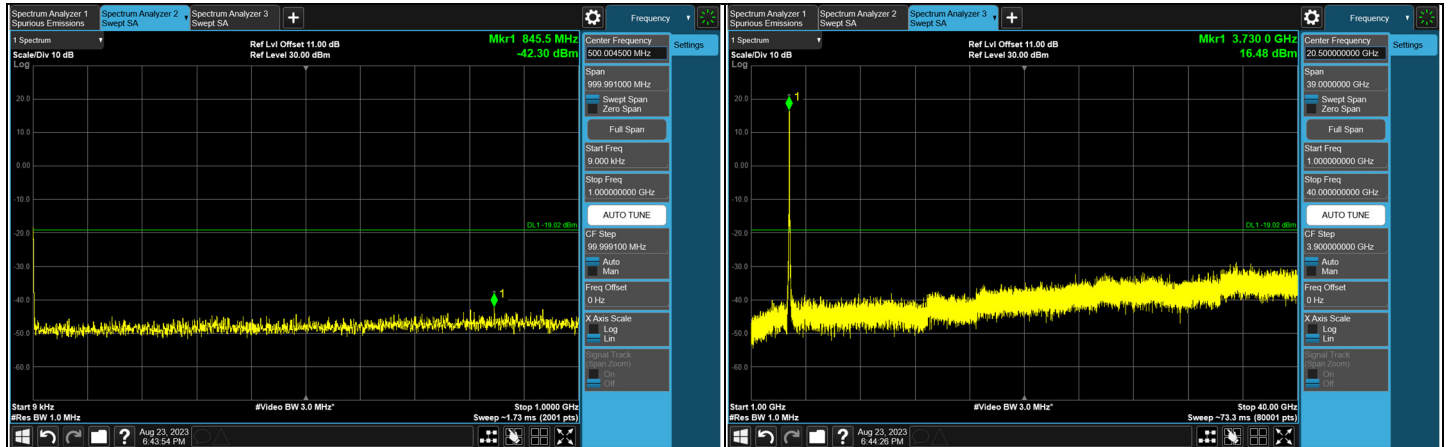 Spectrum Analyzer 1
Spurious Emissions
Spectrum Analyzer 2
Swept SA
Spectrum Analyzer 3
Swept SA
+
Frequency
1 Spectrum
Scale/Div 10 dB
Log
Ref Lvl Offset 11.00 dB
Ref Level 30.00 dBm
Mkr1 845.5 MHz
-42.30 dBm
20.0
10.0
0.00
-10.0
-20.0
-30.0
-40.0
-50.0
-60.0
1
DL1 -19.02 dBm
Start 9 kHz
#Res BW 1.0 MHz
#Video BW 3.0 MHz*
Stop 1.0000 GHz
Sweep ~1.73 ms (2001 pts)
Center Frequency
500.004500 MHz
Settings
Span
999.991000 MHz
Swept Span
Zero Span
Full Span
Start Freq
9.000 kHz
Stop Freq
1.000000000 GHz
AUTO TUNE
CF Step
99.999100 MHz
Auto
Man
Freq Offset
0 Hz
X Axis Scale
Log
Lin
Signal Track
(Span Zoom)
On
Off
?
Aug 23, 2023
6:43:54 PM
Spectrum Analyzer 1
Spurious Emissions
Spectrum Analyzer 2
Swept SA
Spectrum Analyzer 3
Swept SA
+
Frequency
1 Spectrum
Scale/Div 10 dB
Log
Ref Lvl Offset 11.00 dB
Ref Level 30.00 dBm
Mkr1 3.730 0 GHz
16.48 dBm
20.0
10.0
0.00
-10.0
-20.0
-30.0
-40.0
-50.0
-60.0
1
DL1 -19.02 dBm
Start 1.00 GHz
#Res BW 1.0 MHz
#Video BW 3.0 MHz*
Stop 40.00 GHz
Sweep ~73.3 ms (80001 pts)
Center Frequency
20.500000000 GHz
Settings
Span
39.0000000 GHz
Swept Span
Zero Span
Full Span
Start Freq
1.000000000 GHz
Stop Freq
40.000000000 GHz
AUTO TUNE
CF Step
3.900000000 GHz
Auto
Man
Freq Offset
0 Hz
X Axis Scale
Log
Lin
Signal Track
(Span Zoom)
On
Off
?
Aug 23, 2023
6:44:26 PM